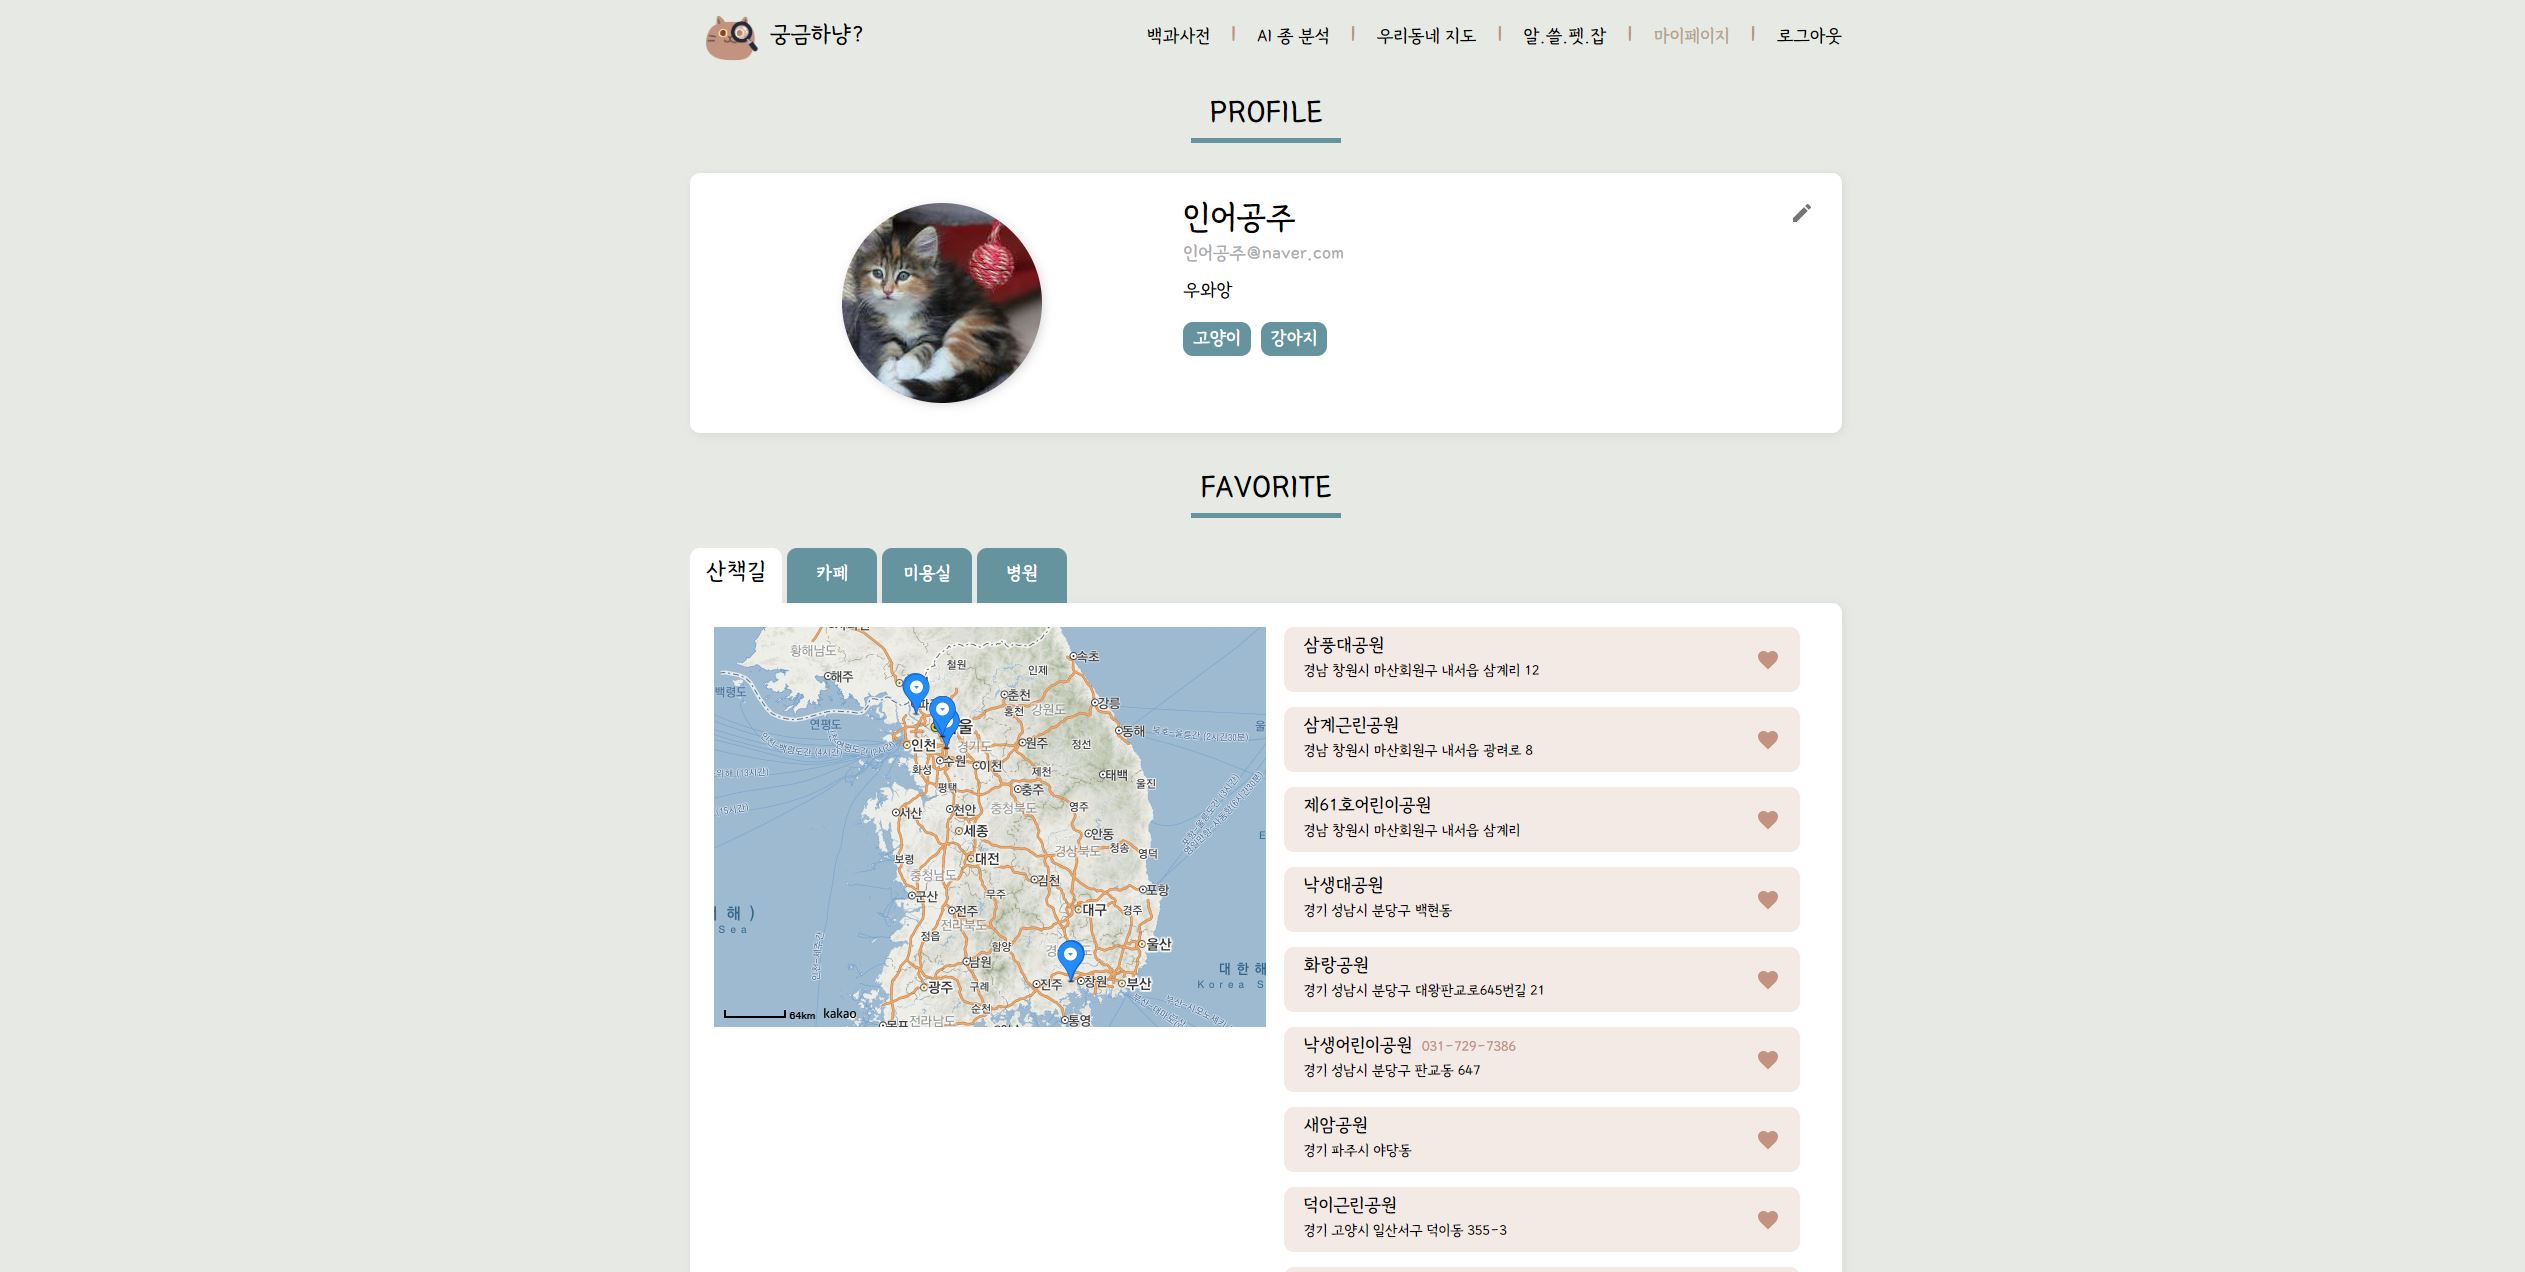 궁금하냥?
백과사전 | AI 종 분석 | 우리동네 지도 | 알.쓸.펫.잡 | 마이페이지 | 로그아웃
PROFILE
인어공주
인어공주@naver.com
우와앙
고양이 강아지
FAVORITE
산책길 카페 미용실 병원
황해남도
철원
속초
해주
인제
백령도
춘천
홍천
강원도
강릉
연평도
동해
인천
경기도
원주
정선
수원
이천
화성
제천
태백
평택
충주
울진
서산
천안
충청북도
영주
세종
안동
보령
대전
경상북도
청송
영덕
충청남도
김천
군산
무주
포항
전주
대구
경주
전라북도
정읍
함양
울산
남원
대한해
Korea S
해)
Sea
광주
구례
진주
창원
부산
순천
전라남도
통영
64km kakao
삼풍대공원
경남 창원시 마산회원구 내서읍 삼계리 12
삼계근린공원
경남 창원시 마산회원구 내서읍 광려로 8
제61호어린이공원
경남 창원시 마산회원구 내서읍 삼계리
낙생대공원
경기 성남시 분당구 백현동
화랑공원
경기 성남시 분당구 대왕판교로645번길 21
낙생어린이공원 031-729-7386
경기 성남시 분당구 판교동 647
새암공원
경기 파주시 야당동
덕이근린공원
경기 고양시 일산서구 덕이동 355-3